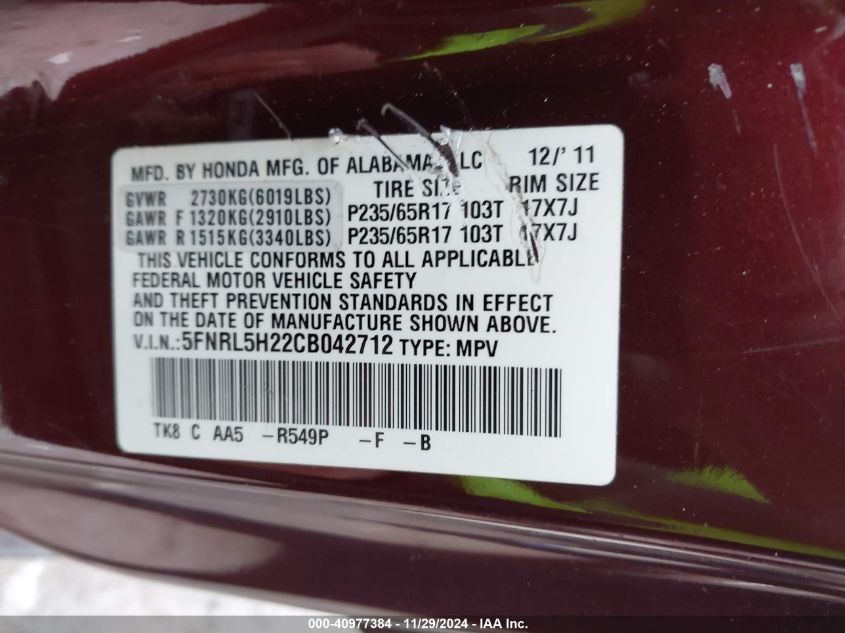 MFD. BY HONDA MFG. OF ALABAMA LLC 12/'11
TIRE SIZE RIM SIZE
GVWR 2730KG(6019LBS)
GAWR F 1320KG(2910LBS) P235/65R17 103T 17X7J
GAWR R 1515KG(3340LBS) P235/65R17 103T 17X7J
THIS VEHICLE CONFORMS TO ALL APPLICABLE
FEDERAL MOTOR VEHICLE SAFETY
AND THEFT PREVENTION STANDARDS IN EFFECT
ON THE DATE OF MANUFACTURE SHOWN ABOVE.
V.I.N.:5FNRL5H22CB042712 TYPE: MPV
TK8 C AA5 -R549P -F -B
000-40977384 - 11/29/2024 - IAA Inc.